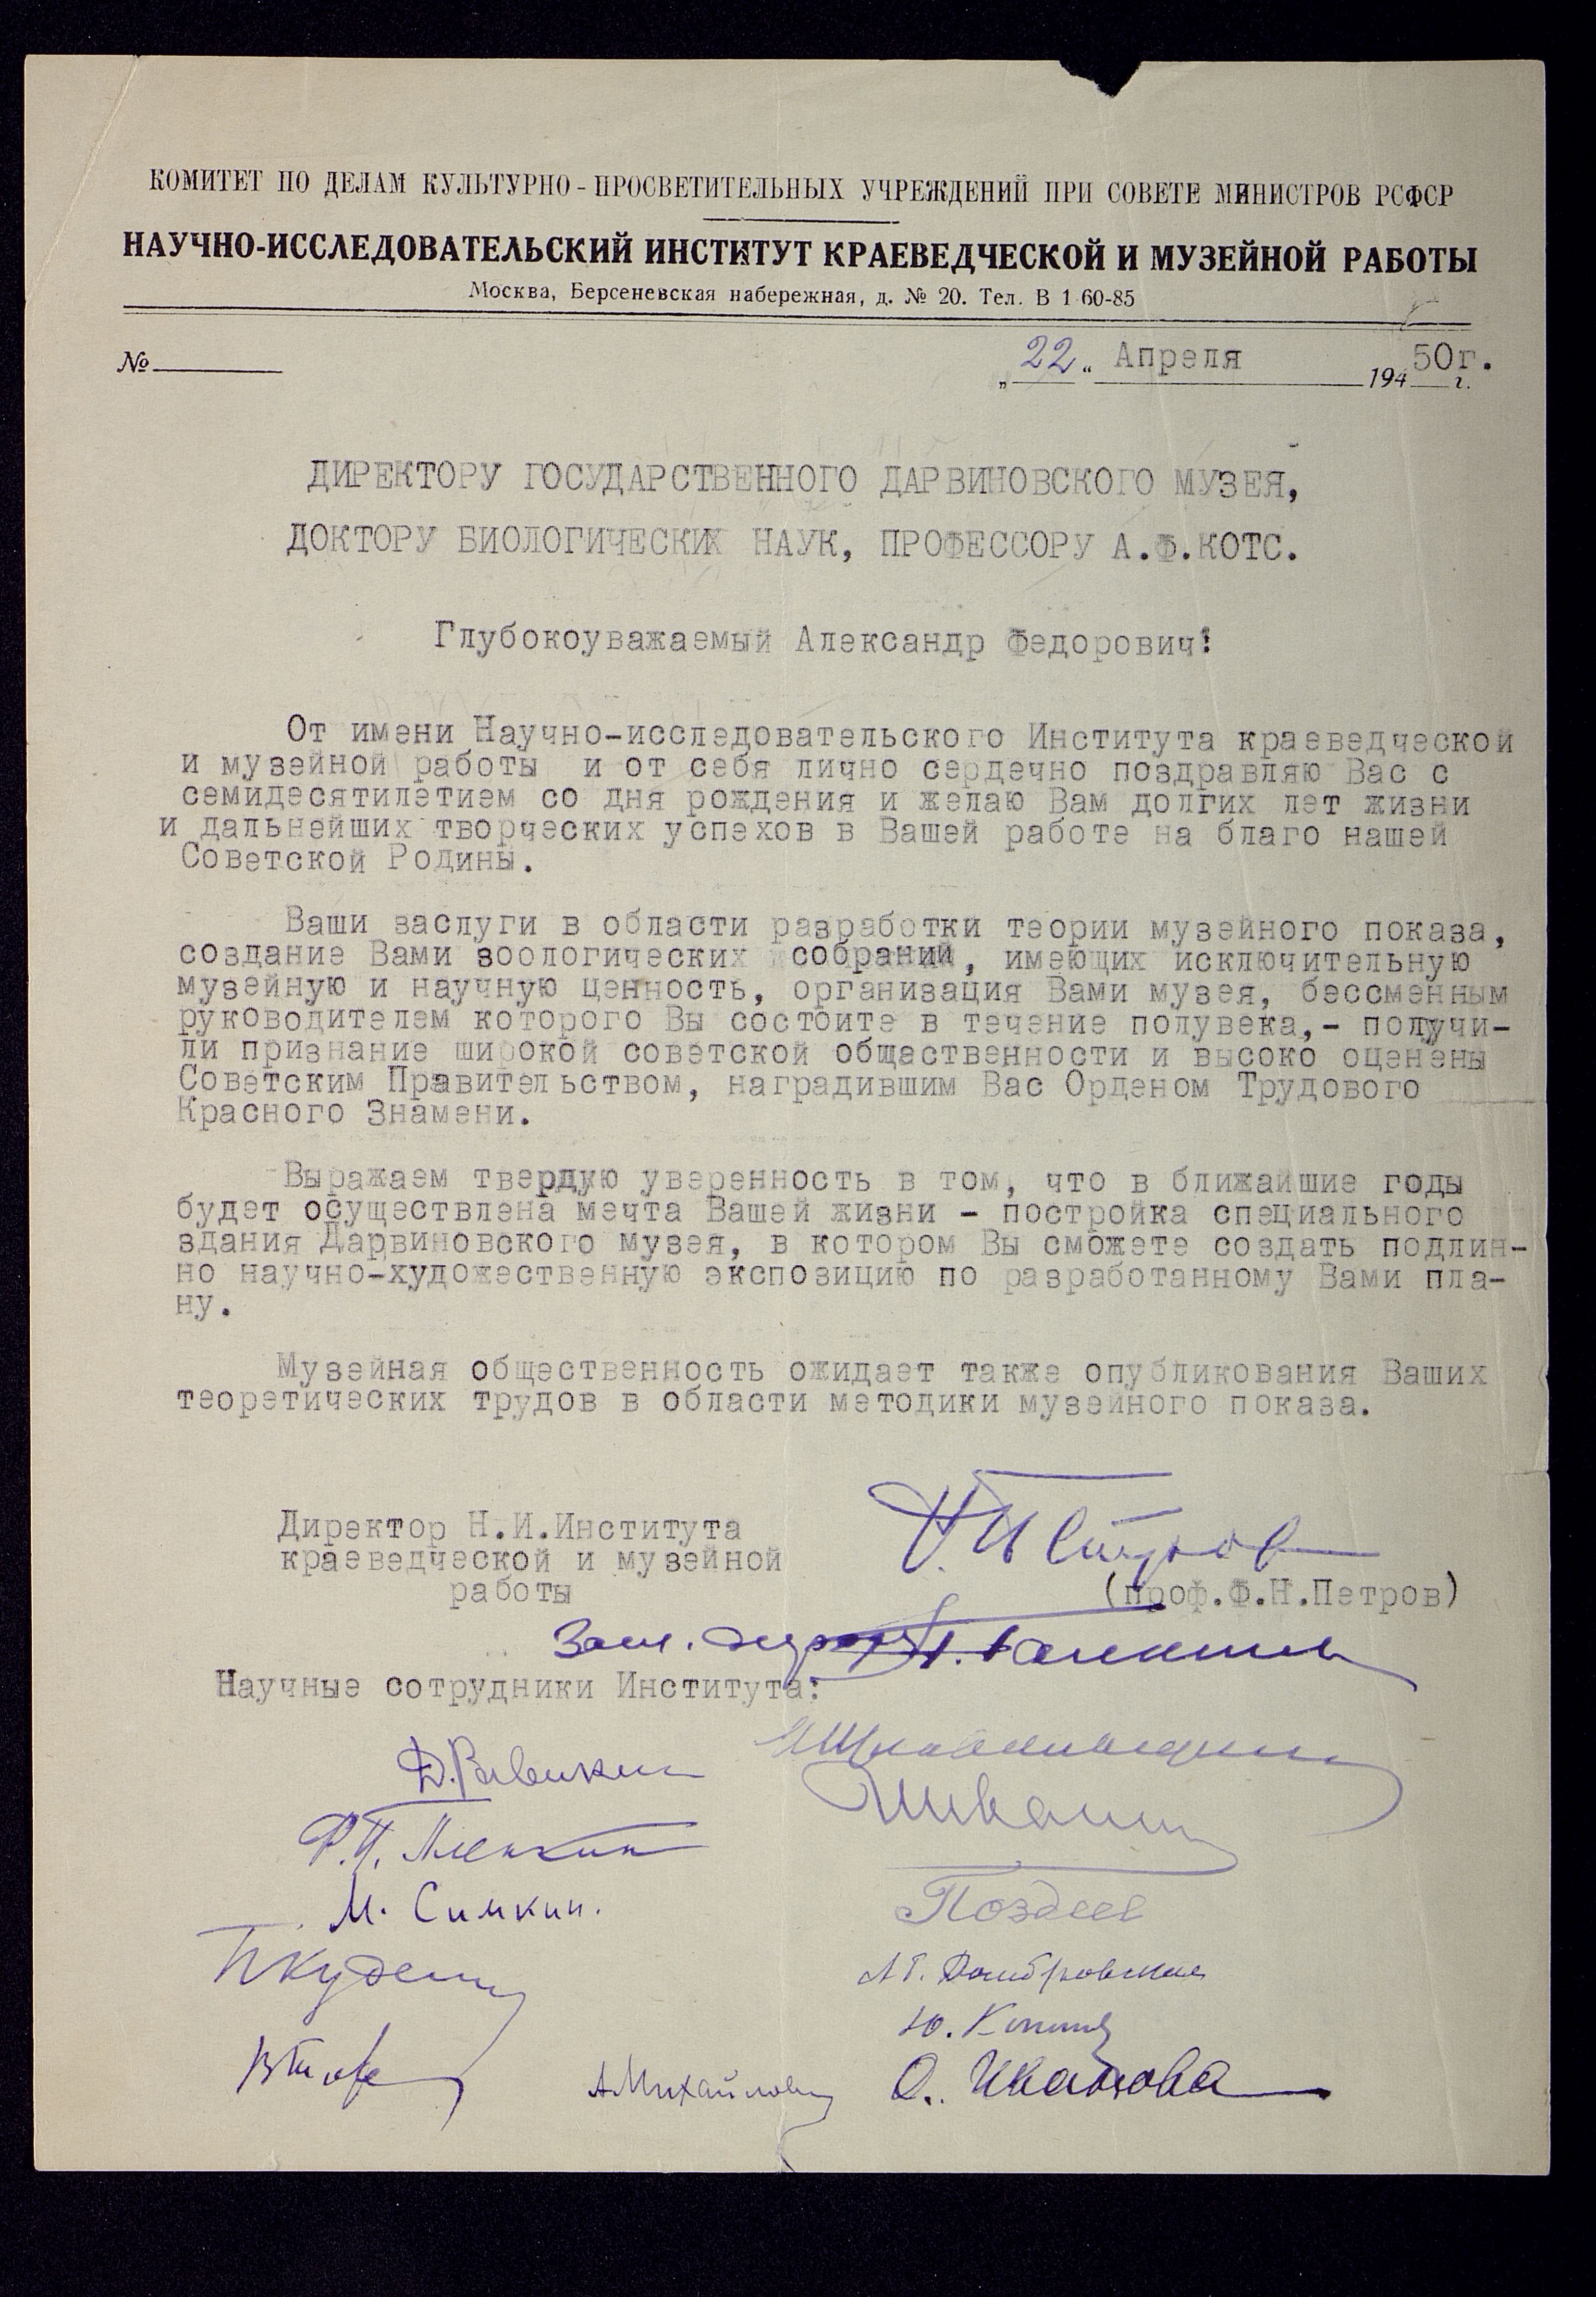 КОМИТЕТ ПО ДЕЛАМ КУЛЬТУРНО-ПРОСВЕТИТЕЛЬНЫХ УЧРЕЖДЕНИЙ ПРИ СОВЕТЕ МИНИСТРОВ РСФСР
НАУЧНО-ИССЛЕДОВАТЕЛЬСКИЙ ИНСТИТУТ КРАЕВЕДЧЕСКОЙ И МУЗЕЙНОЙ РАБОТЫ
Москва, Берсеневская набережная, д. № 20. Тел. В 1-60-85
№ „22“ Апреля 194 50г. г.
ДИРЕКТОРУ ГОСУДАРСТВЕННОГО ДАРВИНОВСКОГО МУЗЕЯ,
ДОКТОРУ БИОЛОГИЧЕСКИХ НАУК, ПРОФЕССОРУ А.Ф.КОТС.
Глубокоуважаемый Александр Федорович!
От имени Научно-исследовательского Института краеведческой
и музейной работы и от себя лично сердечно поздравляю Вас с
семидесятилетием со дня рождения и желаю Вам долгих лет жизни
и дальнейших творческих успехов в Вашей работе на благо нашей
Советской Родины.
Ваши заслуги в области разработки теории музейного показа,
создание Вами зоологических собраний, имеющих исключительную
музейную и научную ценность, организация Вами музея, бессменным
руководителем которого Вы состоите в течение полувека,- получи-
ли признание широкой советской общаственности и высоко оценены
Советским Правительством, наградившим Вас Орденом Трудового
Красного Знамени.
Выражаем твердую уверенность в том, что в ближайшие годы
будет осуществлена мечта Вашей жизни - постройка специального
здания Дарвиновского музея, в котором Вы сможете создать подлин-
но научно-художественную экспозицию по разработанному Вами пла-
ну.
Музейная общественность ожидает также опубликования Ваших
теоретических трудов в области методики музейного показа.
Директор Н.И.Института
краеведческой и музейной
работы
Петров
(проф.Ф.Н.Петров)
Зам.
Научные сотрудники Института:
Д. Равикин
М. Симкин.
Поздеев
Домбровская
А Михайловская
О. Иванова